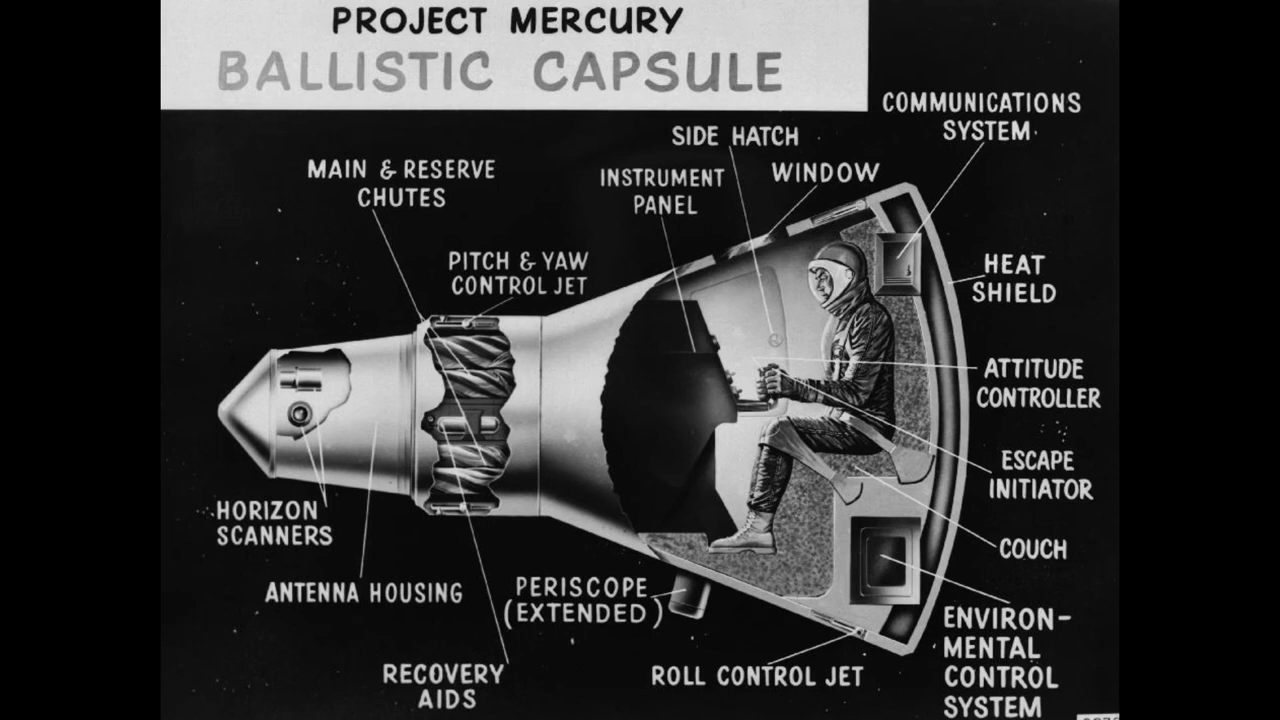 PROJECT MERCURY
BALLISTIC CAPSULE
COMMUNICATIONS
SYSTEM
SIDE HATCH
MAIN & RESERVE
CHUTES
INSTRUMENT
PANEL
WINDOW
PITCH & YAW
CONTROL JET
HEAT
SHIELD
ATTITUDE
CONTROLLER
ESCAPE
INITIATOR
HORIZON
SCANNERS
COUCH
ANTENNA HOUSING
PERISCOPE
(EXTENDED)
ENVIRON-
MENTAL
CONTROL
SYSTEM
RECOVERY
AIDS
ROLL CONTROL JET